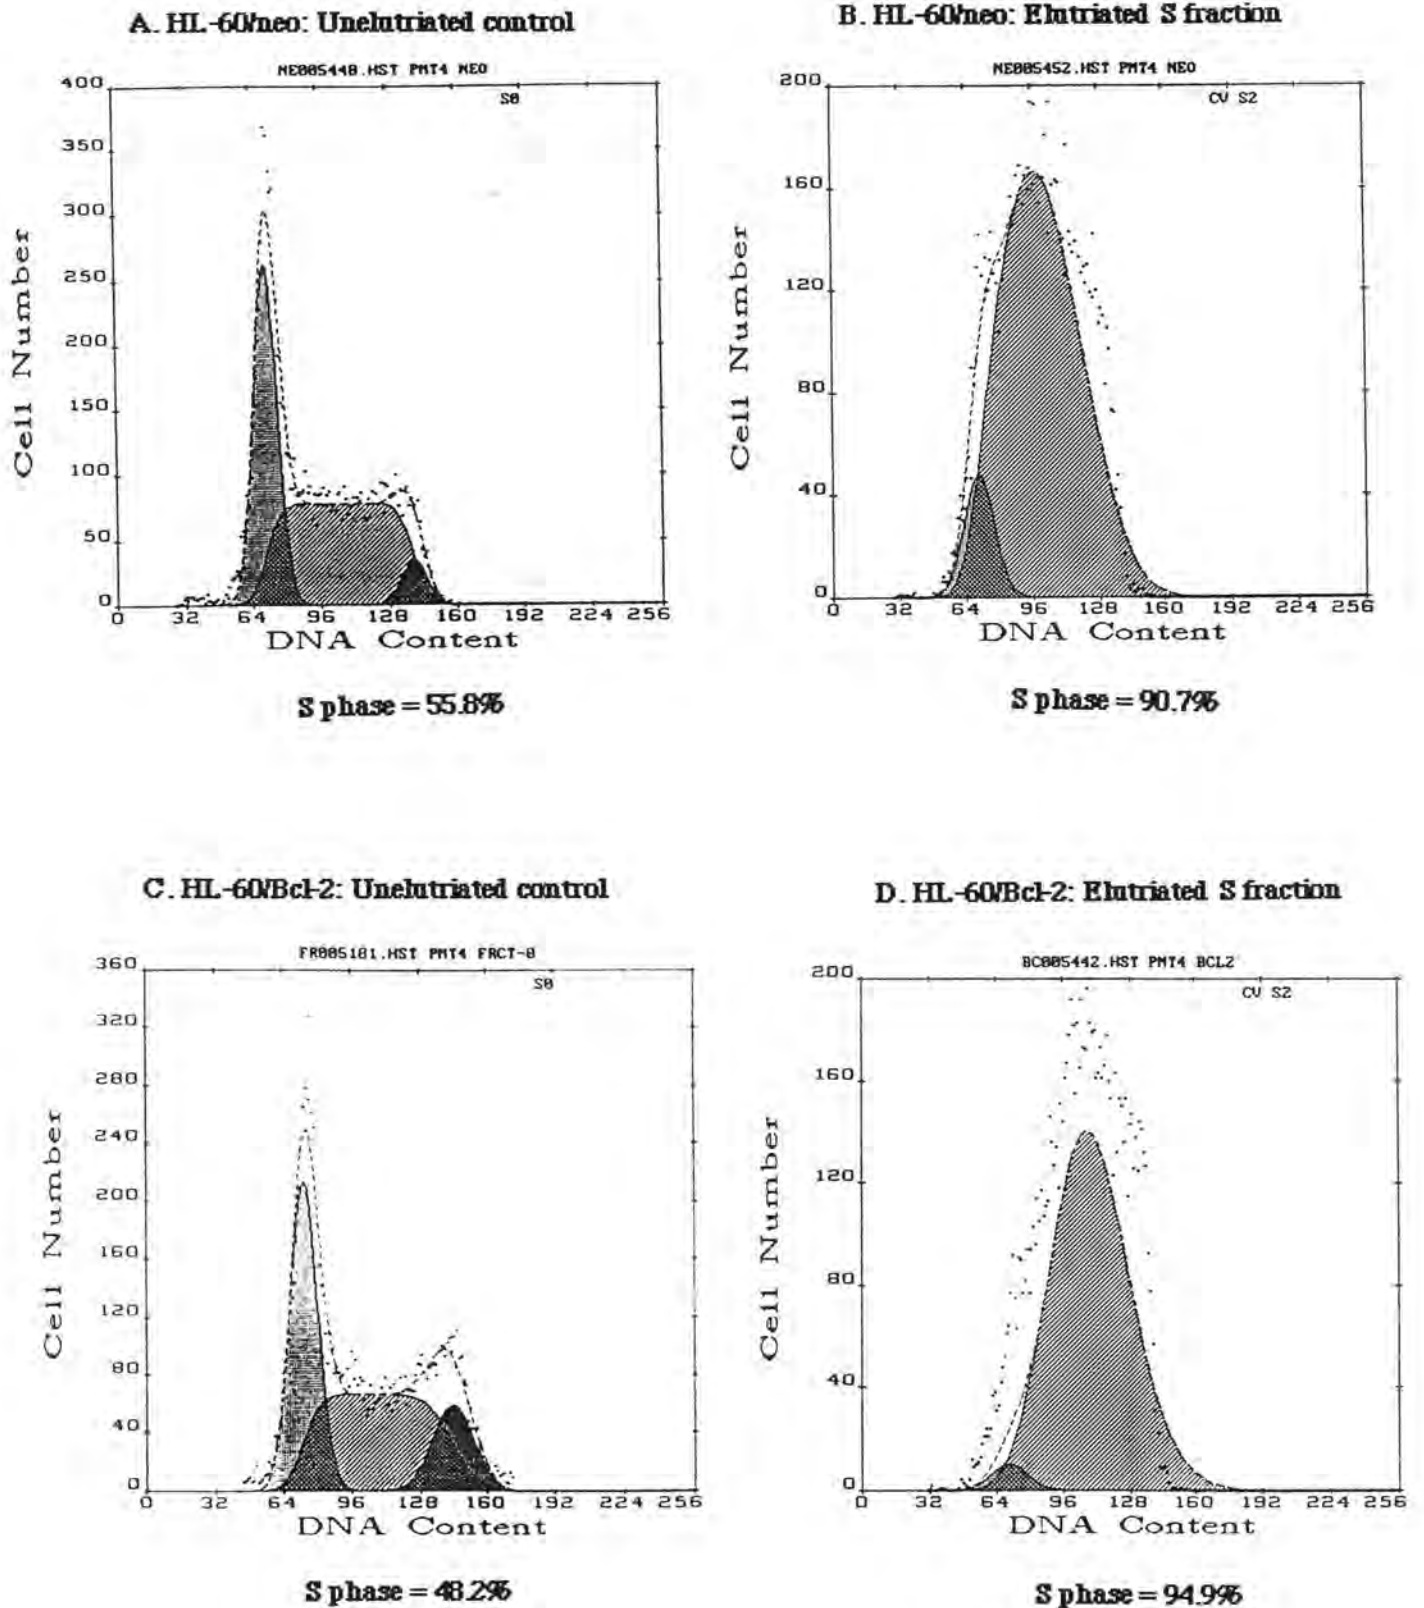 A. HL-60/neo: Unelutriated control
NE005440.HST PMT4 NEO
S0
400
350
300
250
200
150
100
50
0
0 32 64 96 128 160 192 224 256
Cell Number
DNA Content
S phase = 55.8%
B. HL-60/neo: Elutriated S fraction
NE005452.HST PMT4 NEO
CV S2
200
160
120
80
40
0
0 32 64 96 128 160 192 224 256
Cell Number
DNA Content
S phase = 90.7%
C. HL-60/Bcl-2: Unelutriated control
FR005101.HST PMT4 FRCT-0
S0
360
320
280
240
200
160
120
80
40
0
0 32 64 96 128 160 192 224 256
Cell Number
DNA Content
S phase = 48.2%
D. HL-60/Bcl-2: Elutriated S fraction
BC005442.HST PMT4 BCL2
CV S2
200
160
120
80
40
0
0 32 64 96 128 160 192 224 256
Cell Number
DNA Content
S phase = 94.9%